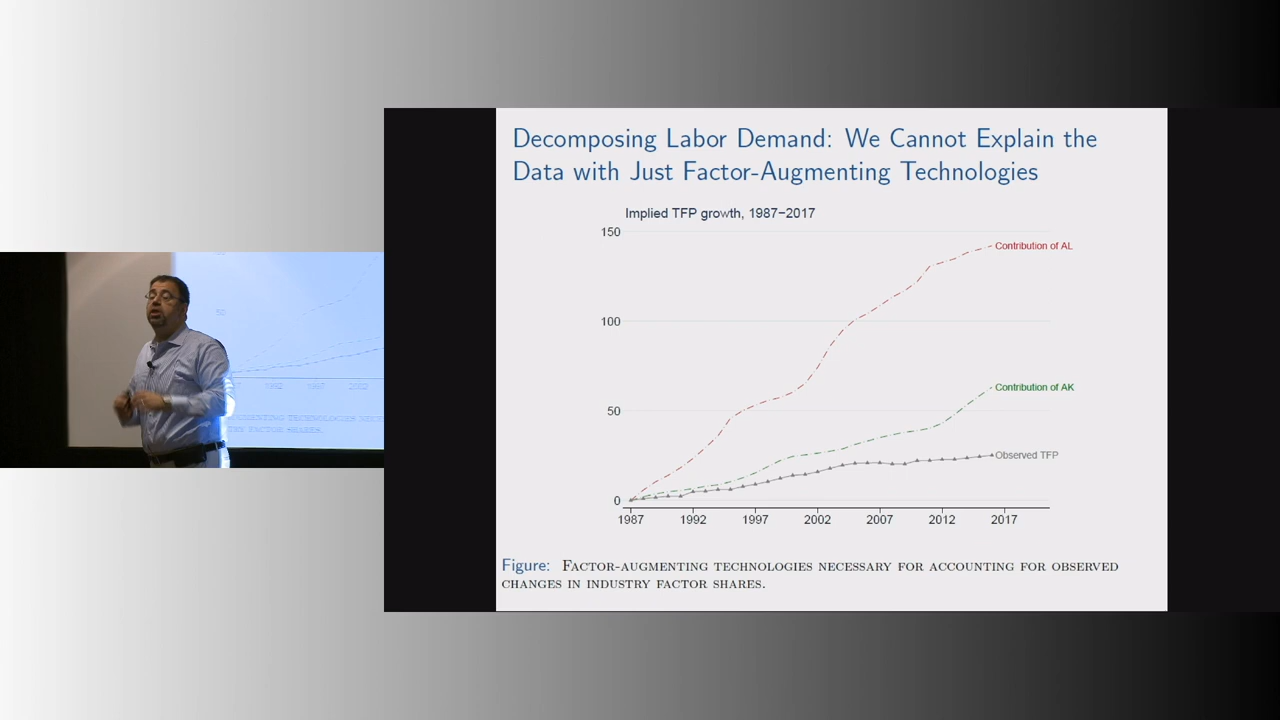 Decomposing Labor Demand: We Cannot Explain the
Data with Just Factor-Augmenting Technologies
Implied TFP growth, 1987−2017
150
100
50
0
Contribution of AL
Contribution of AK
Observed TFP
1987 1992 1997 2002 2007 2012 2017
Figure: Factor-augmenting technologies necessary for accounting for observed
changes in industry factor shares.